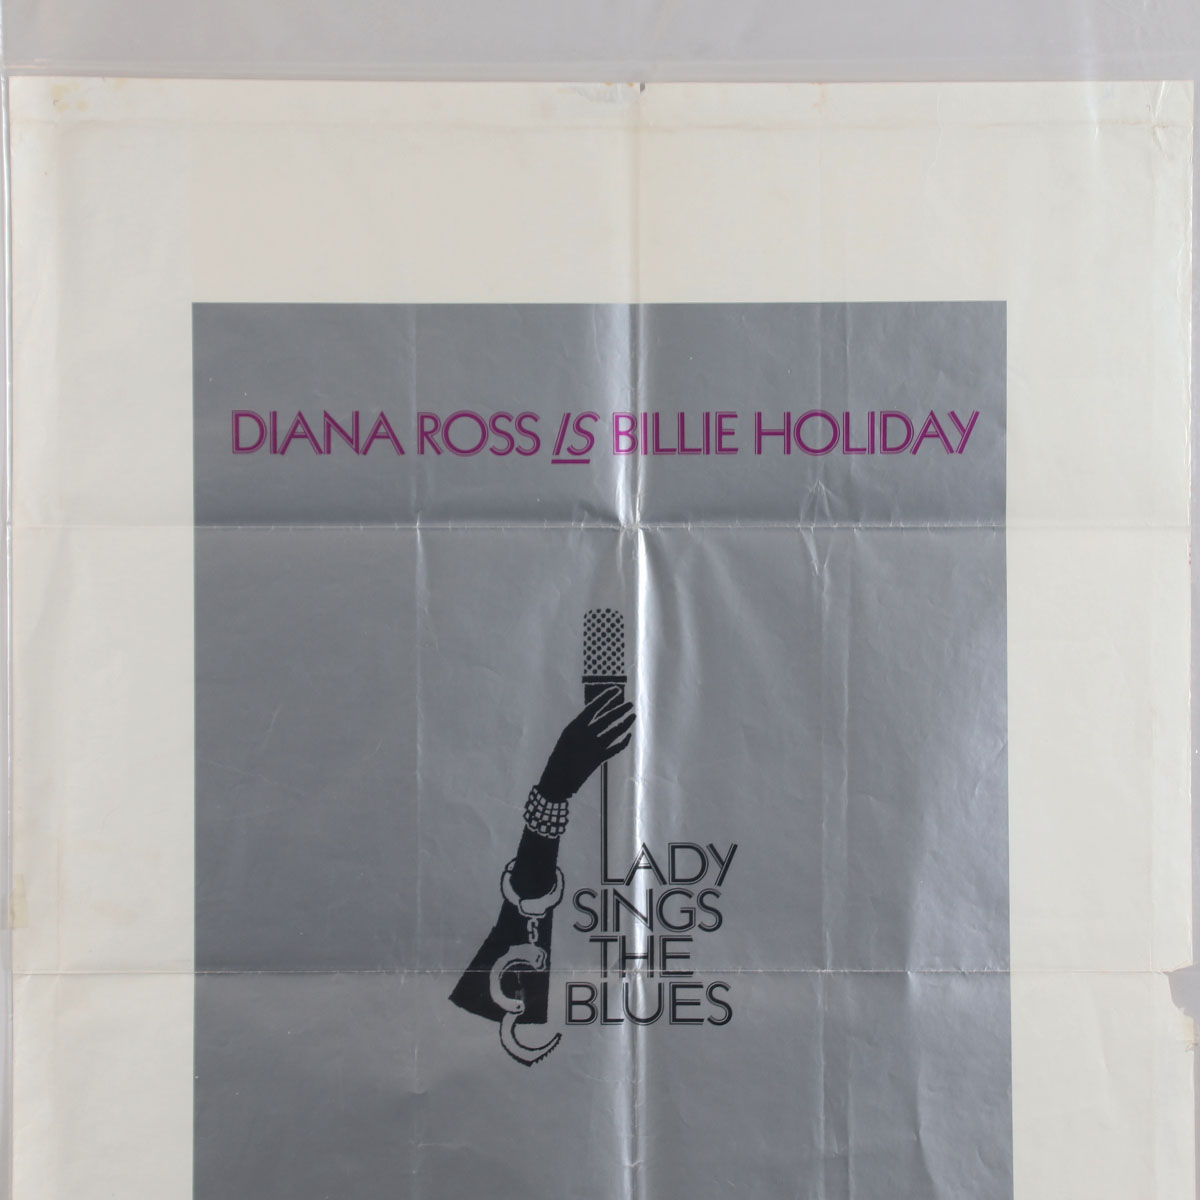 DIANA ROSS IS BILLIE HOLIDAY
LADY
SINGS
THE
BLUES